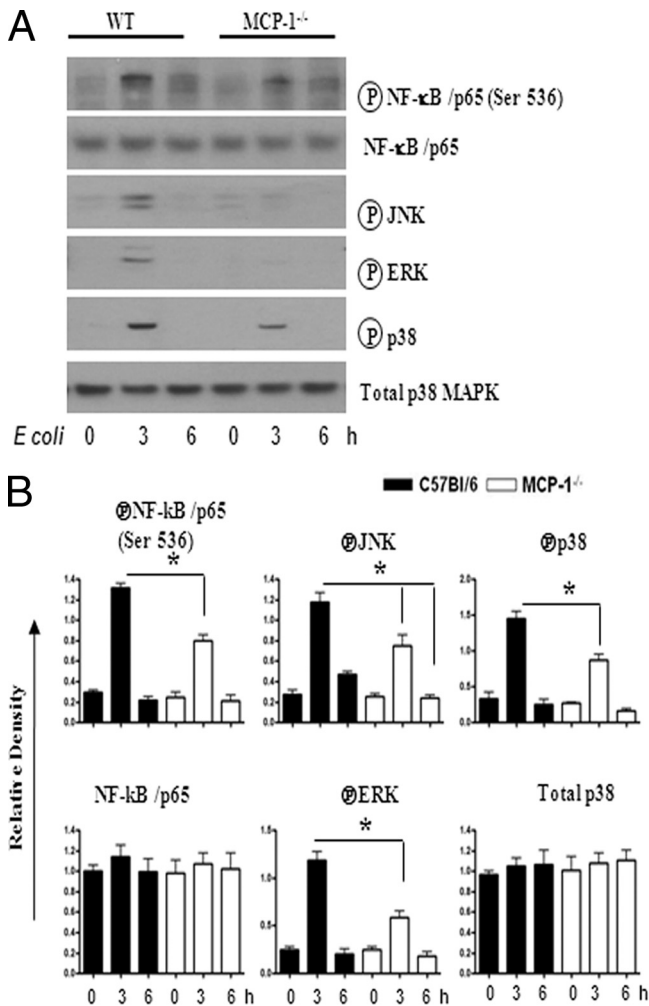 A
WT MCP-1-/-
Ⓟ NF-κB /p65 (Ser 536)
NF-κB /p65
Ⓟ JNK
Ⓟ ERK
Ⓟ p38
Total p38 MAPK
E coli 0 3 6 0 3 6 h
B
C57Bl/6 MCP-1-/-
ⓅNF-kB /p65
(Ser 536)
ⓅJNK
Ⓟp38
* * *
1.4 1.2 1.0 0.8 0.6 0.4 0.2 0.0
1.4 1.2 1.0 0.8 0.6 0.4 0.2 0.0
2.0 1.5 1.0 0.5 0.0
Relative Density
NF-kB /p65
ⓅERK
Total p38
*
1.4 1.2 1.0 0.8 0.6 0.4 0.2 0.0
1.5 1.0 0.5 0.0
1.4 1.2 1.0 0.8 0.6 0.4 0.2 0.0
0 3 6 0 3 6 h
0 3 6 0 3 6 h
0 3 6 0 3 6 h